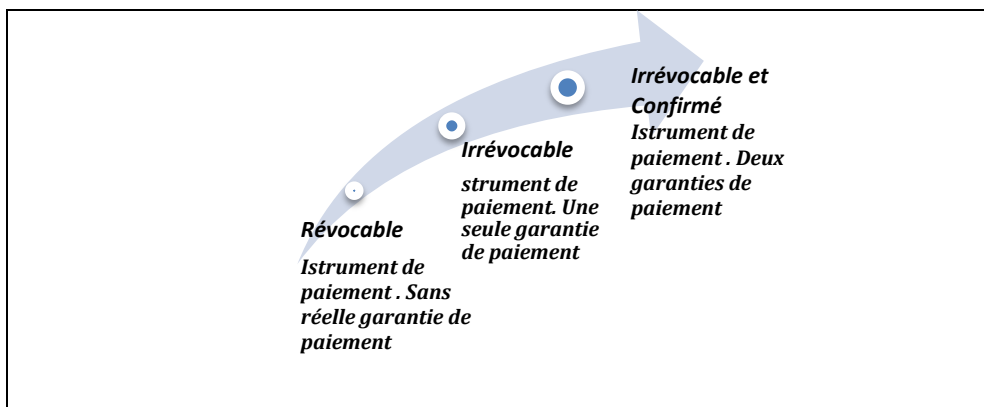 Révocable
Istrument de
paiement . Sans
réelle garantie de
paiement
Irrévocable
strument de
paiement. Une
seule garantie
de paiement
Irrévocable et
Confirmé
Istrument de
paiement . Deux
garanties de
paiement